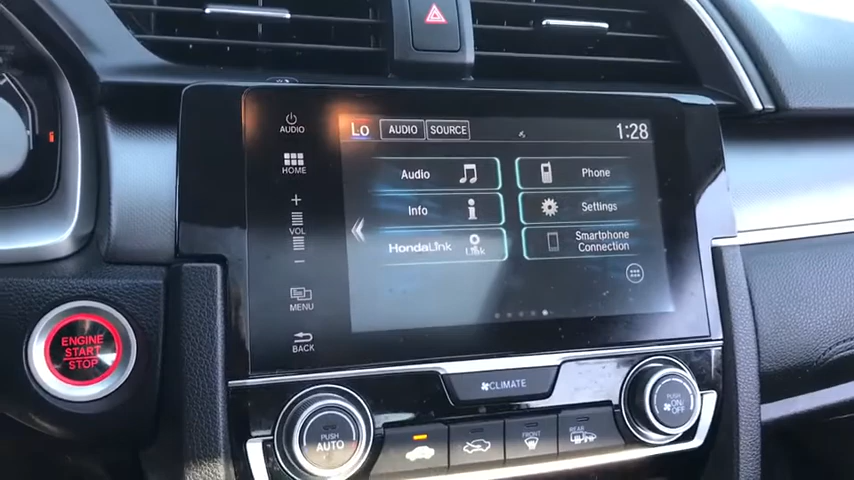 AUDIO
HOME
+
VOL
−
MENU
BACK
Lo AUDIO SOURCE 1:28
Audio Phone
Info Settings
HondaLink Link Smartphone
Connection
ENGINE
START
STOP
CLIMATE
PUSH
AUTO
FRONT
REAR
PUSH
ON/OFF